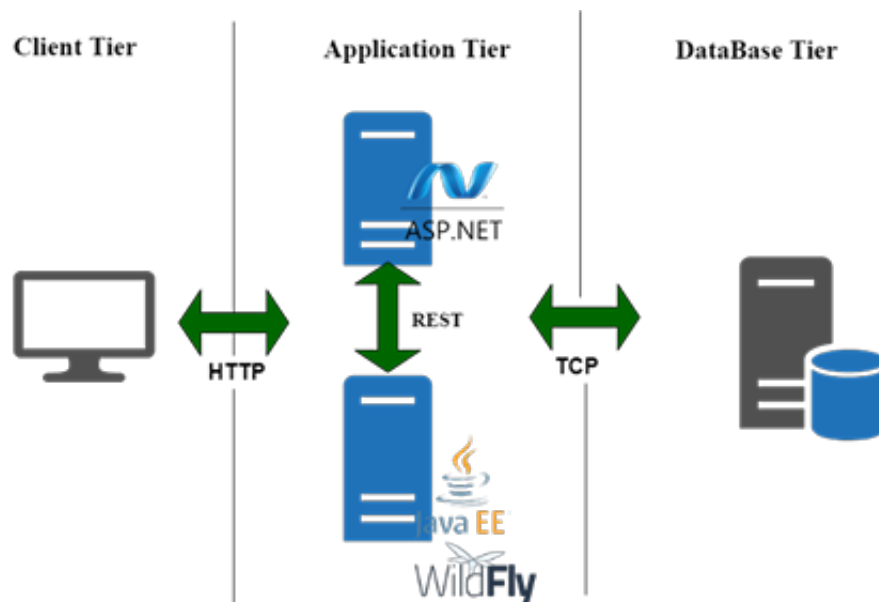 Client Tier
Application Tier
DataBase Tier
ASP.NET
REST
HTTP
TCP
Java EE
WildFly